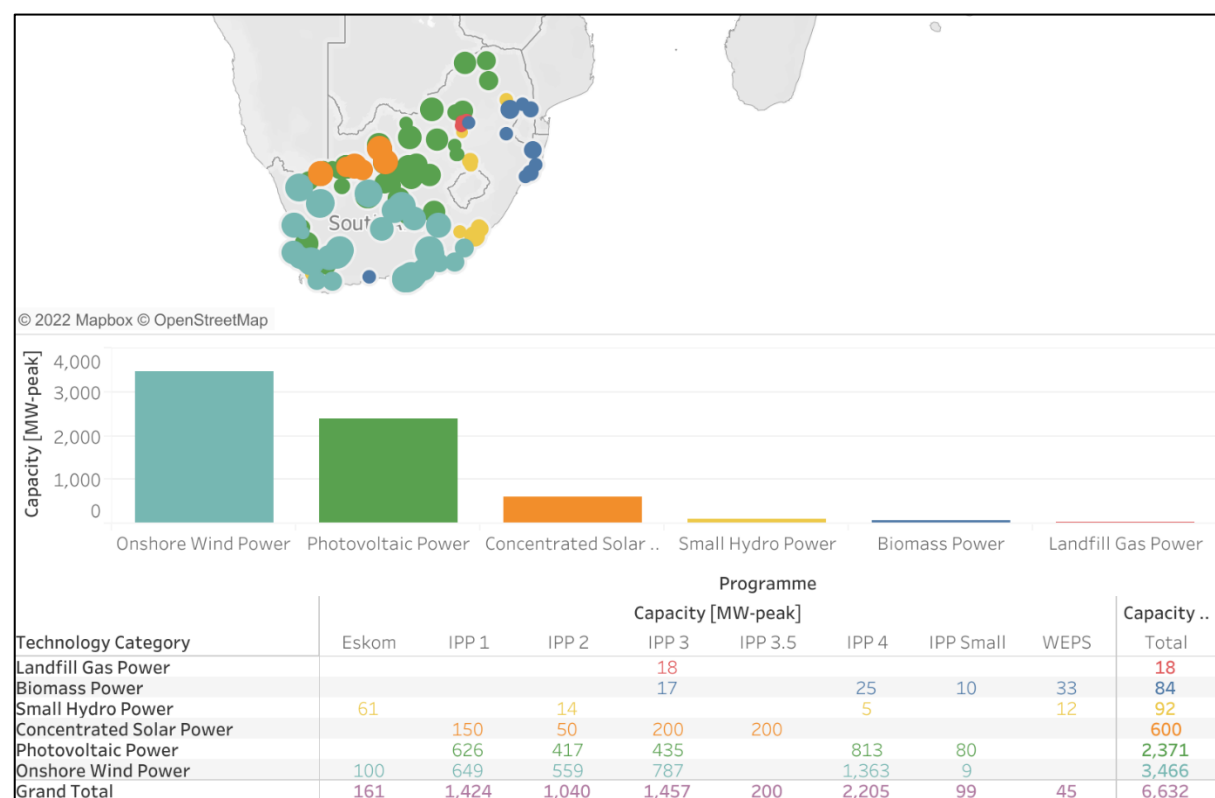 Sout
© 2022 Mapbox © OpenStreetMap
Capacity [MW-peak]
4,000
3,000
2,000
1,000
0
Onshore Wind Power Photovoltaic Power Concentrated Solar .. Small Hydro Power Biomass Power Landfill Gas Power
Programme
Capacity [MW-peak] Capacity ..
Technology Category Eskom IPP 1 IPP 2 IPP 3 IPP 3.5 IPP 4 IPP Small WEPS Total
Landfill Gas Power 18 18
Biomass Power 17 25 10 33 84
Small Hydro Power 61 14 5 12 92
Concentrated Solar Power 150 50 200 200 600
Photovoltaic Power 626 417 435 813 80 2,371
Onshore Wind Power 100 649 559 787 1,363 9 3,466
Grand Total 161 1,424 1,040 1,457 200 2,205 99 45 6,632